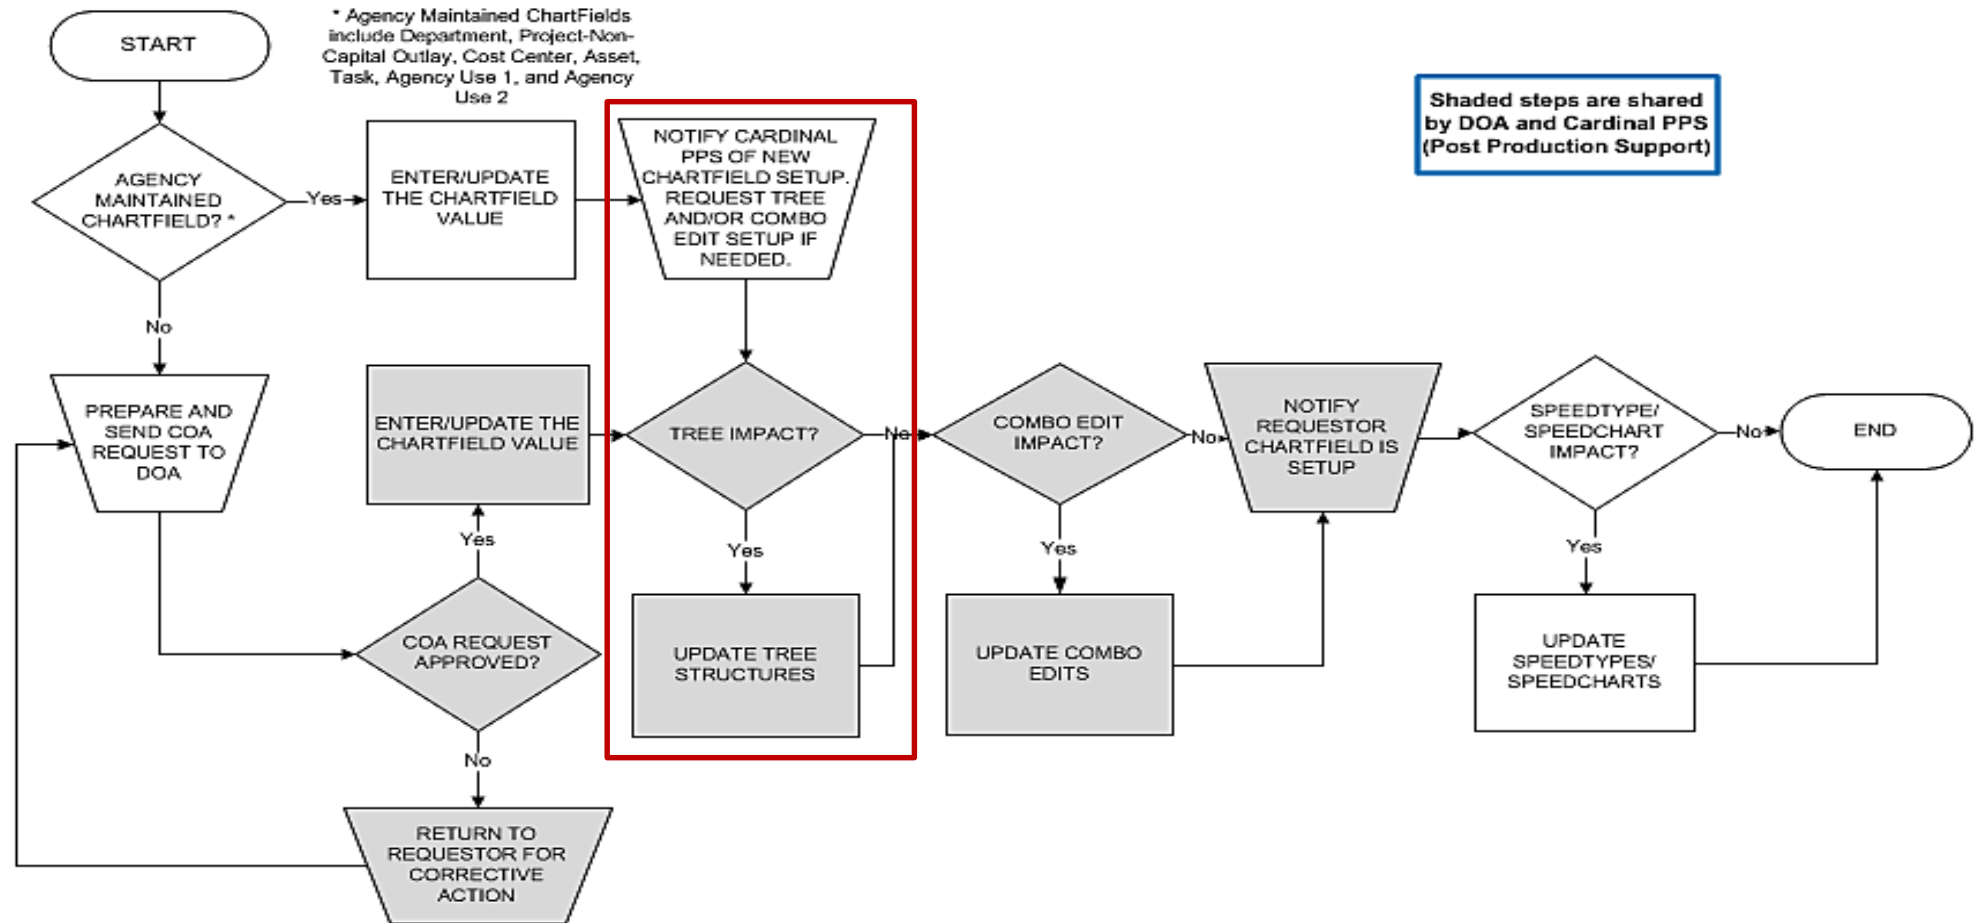 START
* Agency Maintained ChartFields
include Department, Project-Non-
Capital Outlay, Cost Center, Asset,
Task, Agency Use 1, and Agency
Use 2
Shaded steps are shared
by DOA and Cardinal PPS
(Post Production Support)
AGENCY
MAINTAINED
CHARTFIELD? *
Yes
ENTER/UPDATE
THE CHARTFIELD
VALUE
NOTIFY CARDINAL
PPS OF NEW
CHARTFIELD SETUP.
REQUEST TREE
AND/OR COMBO
EDIT SETUP IF
NEEDED.
No
PREPARE AND
SEND COA
REQUEST TO
DOA
ENTER/UPDATE THE
CHARTFIELD VALUE
TREE IMPACT?
No
COMBO EDIT
IMPACT?
No
NOTIFY
REQUESTOR
CHARTFIELD IS
SETUP
SPEEDTYPE/
SPEEDCHART
IMPACT?
No
END
Yes
Yes
Yes
Yes
COA REQUEST
APPROVED?
UPDATE TREE
STRUCTURES
UPDATE COMBO
EDITS
UPDATE
SPEEDTYPES/
SPEEDCHARTS
No
RETURN TO
REQUESTOR FOR
CORRECTIVE
ACTION